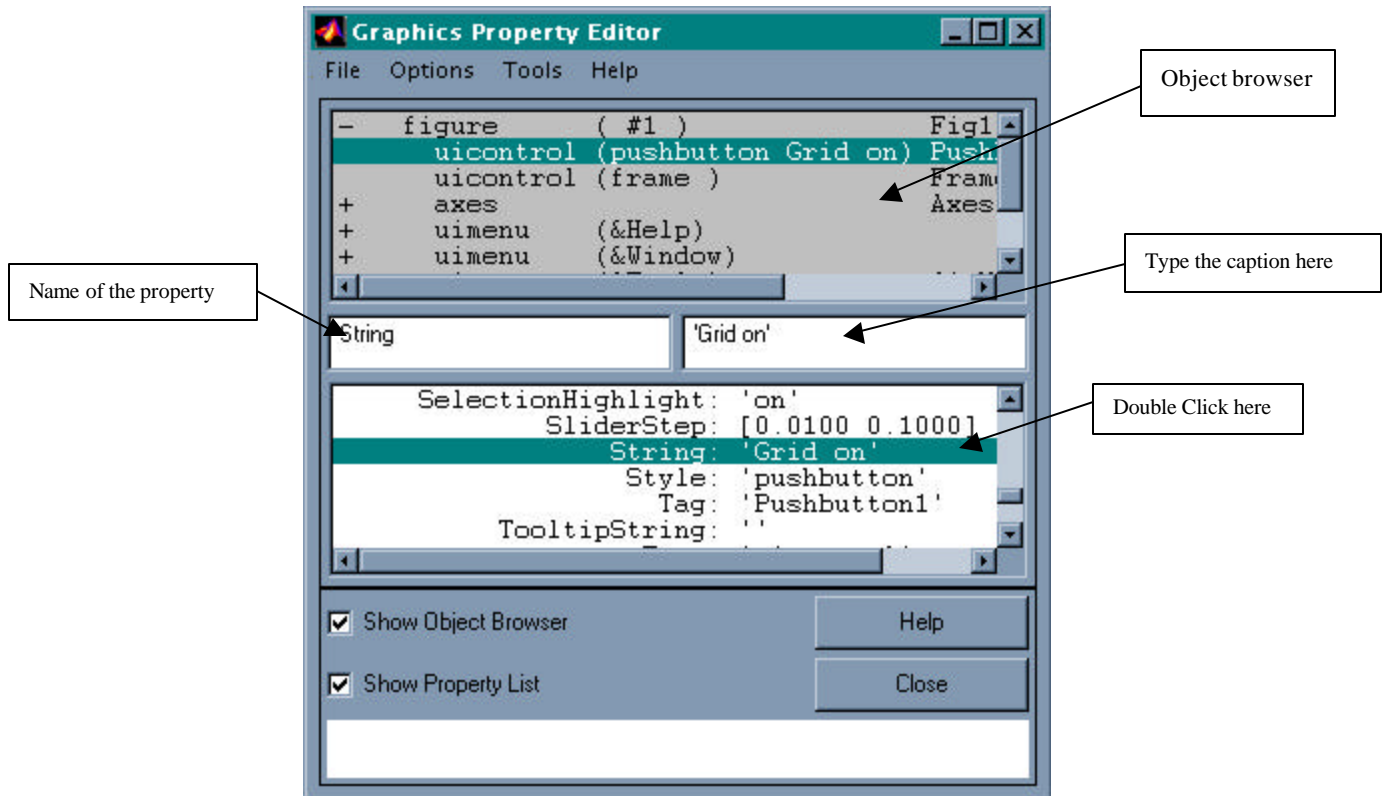 Graphics Property Editor
File Options Tools Help
Object browser
- figure ( #1 ) Fig1
uicontrol (pushbutton Grid on) Push
uicontrol (frame ) Frame
+ axes Axes
+ uimenu (&Help)
+ uimenu (&Window)
Name of the property
Type the caption here
String 'Grid on'
SelectionHighlight: 'on'
SliderStep: [0.0100 0.1000]
String: 'Grid on'
Style: 'pushbutton'
Tag: 'Pushbutton1'
TooltipString: ''
Double Click here
Show Object Browser Help
Show Property List Close